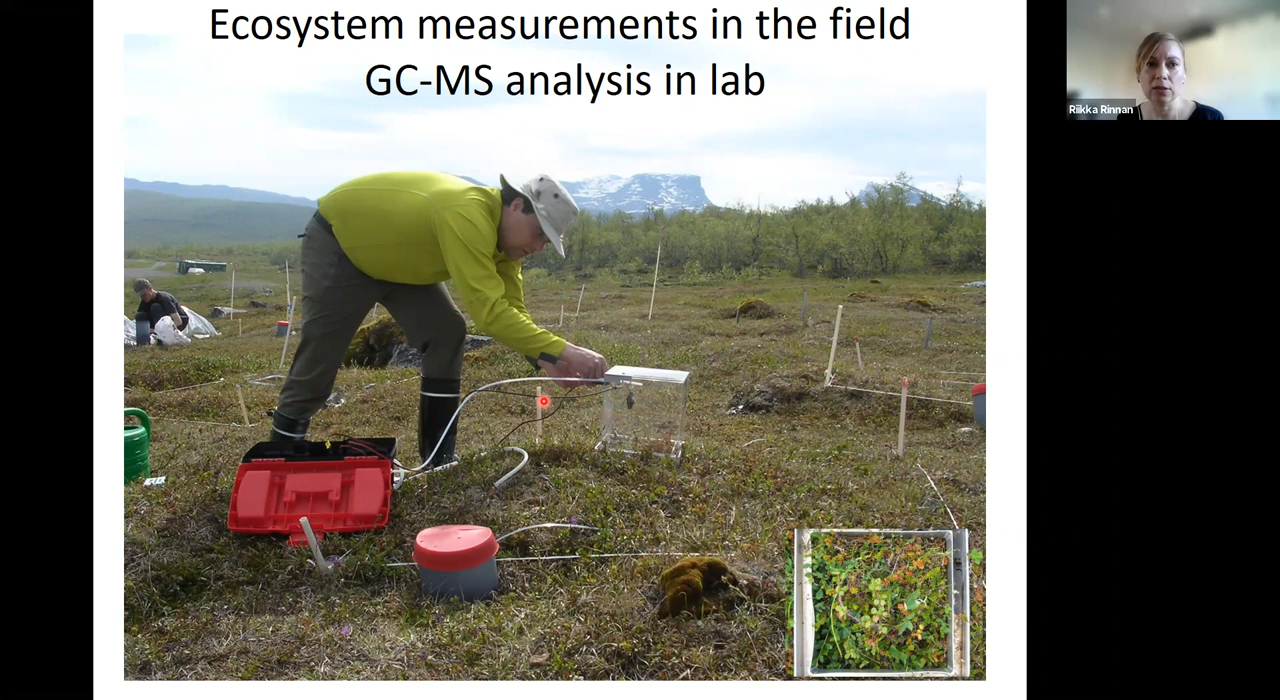 Ecosystem measurements in the field
GC-MS analysis in lab
Riikka Rinnan